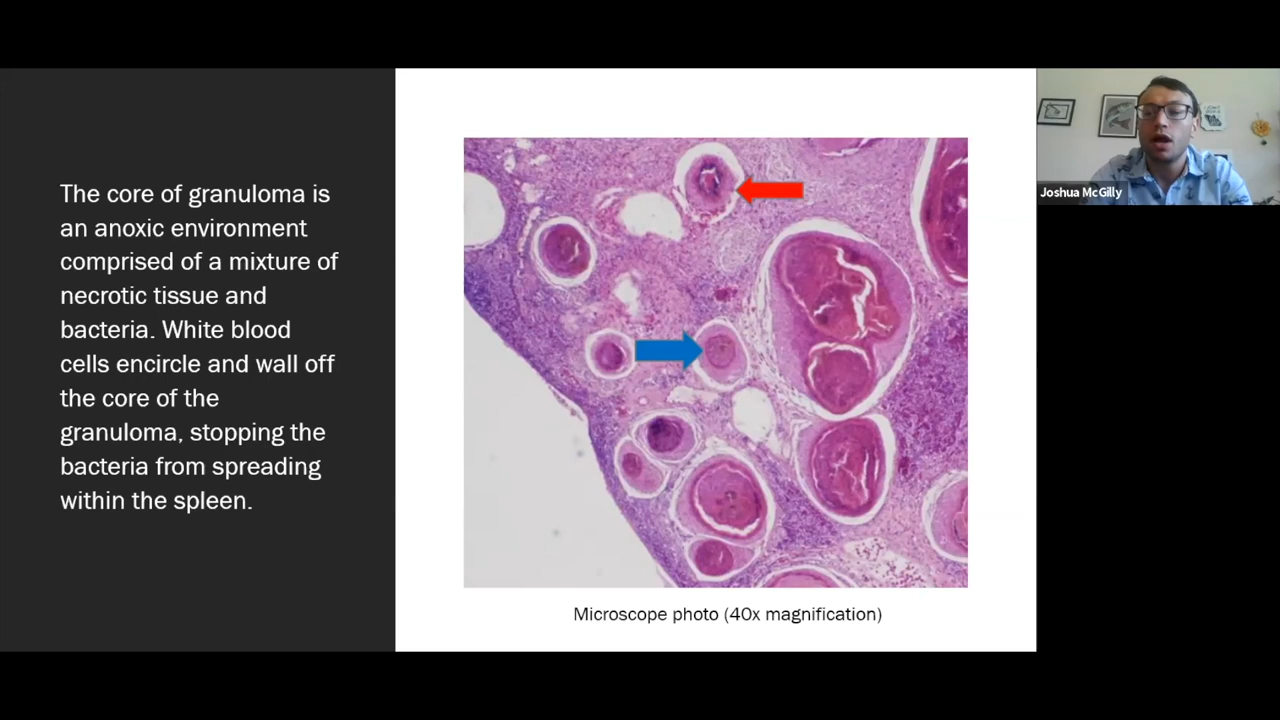 The core of granuloma is
an anoxic environment
comprised of a mixture of
necrotic tissue and
bacteria. White blood
cells encircle and wall off
the core of the
granuloma, stopping the
bacteria from spreading
within the spleen.
Microscope photo (40x magnification)
Joshua McGilly